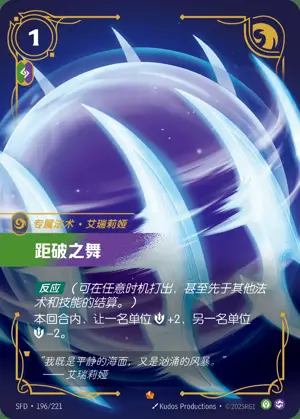 1
专属法术·艾瑞莉娅
距破之舞
反应 (可在任意时机打出,甚至先于其他法
术和技能的结算。)
本回合内,让一名单位 +2,另一名单位
-2。
“我既是平静的海面,又是汹涌的风暴。”
——艾瑞莉娅
SFD · 196/221 Kudos Productions · ©2025RGI